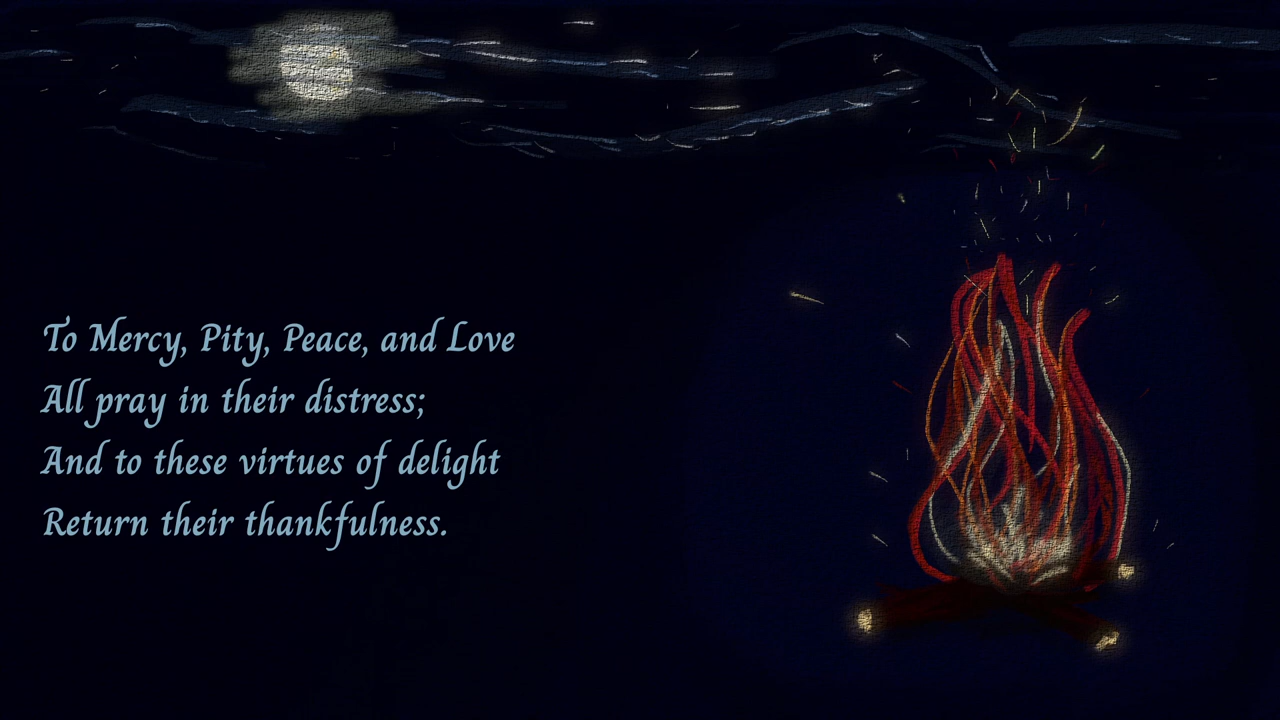 To Mercy, Pity, Peace, and Love
All pray in their distress;
And to these virtues of delight
Return their thankfulness.